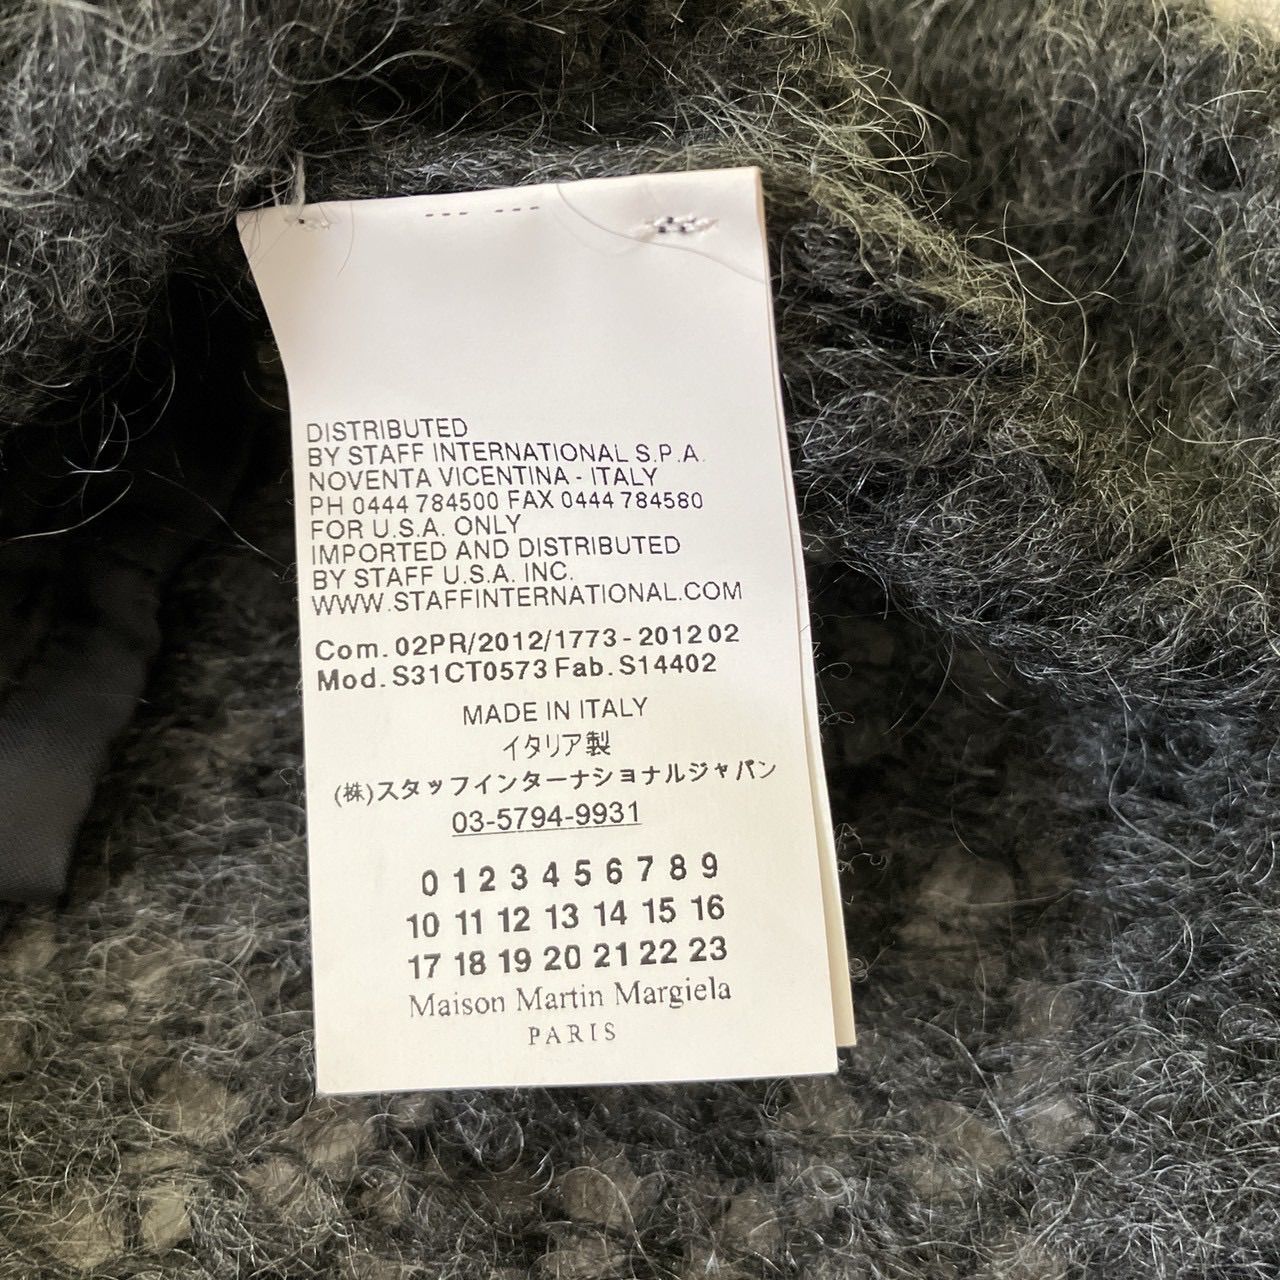 DISTRIBUTED
BY STAFF INTERNATIONAL S.P.A.
NOVENTA VICENTINA - ITALY
PH 0444 784500 FAX 0444 784580
FOR U.S.A. ONLY
IMPORTED AND DISTRIBUTED
BY STAFF U.S.A. INC.
WWW.STAFFINTERNATIONAL.COM
Com. 02PR/2012/1773 - 2012 02
Mod. S31CT0573 Fab. S14402
MADE IN ITALY
イタリア製
(株)スタッフインターナショナルジャパン
03-5794-9931
0 1 2 3 4 5 6 7 8 9
10 11 12 13 14 15 16
17 18 19 20 21 22 23
Maison Martin Margiela
PARIS